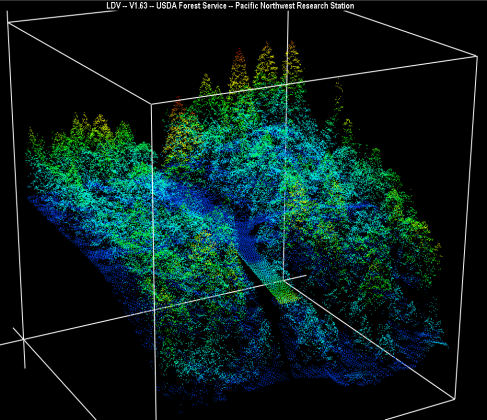 LDV -- V1.63 -- USDA Forest Service -- Pacific Northwest Research Station